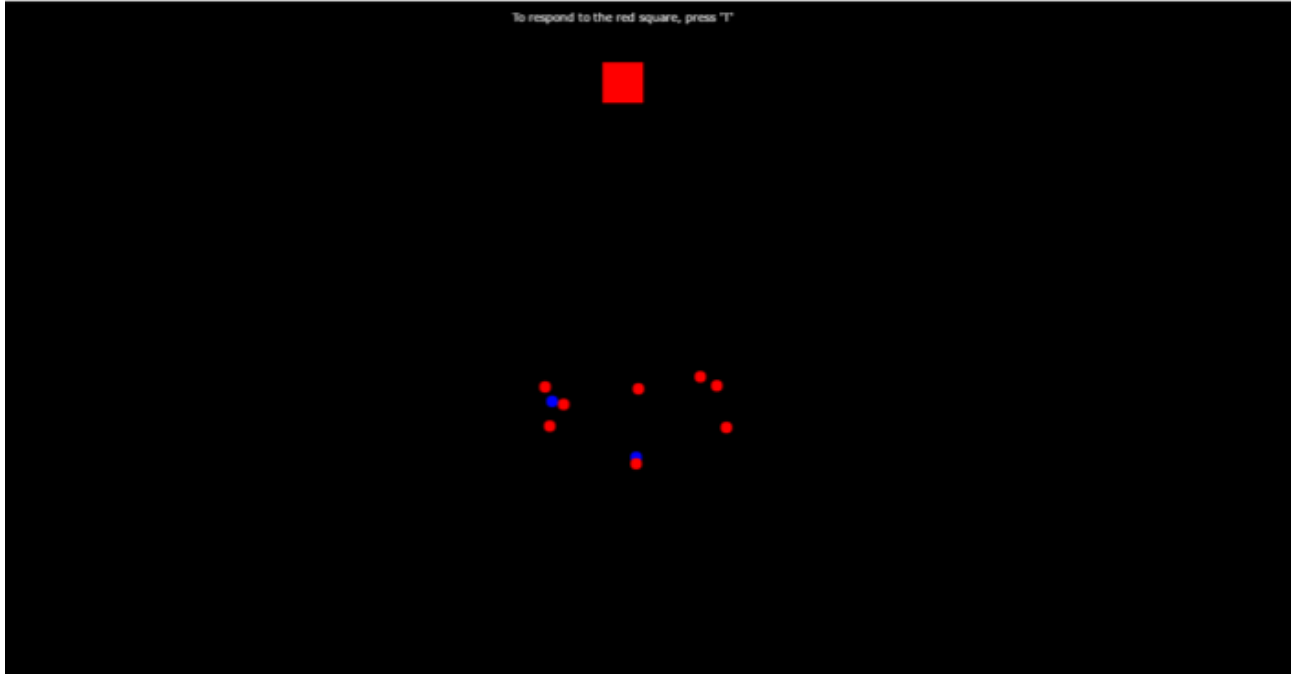 To respond to the red square, press 'T'